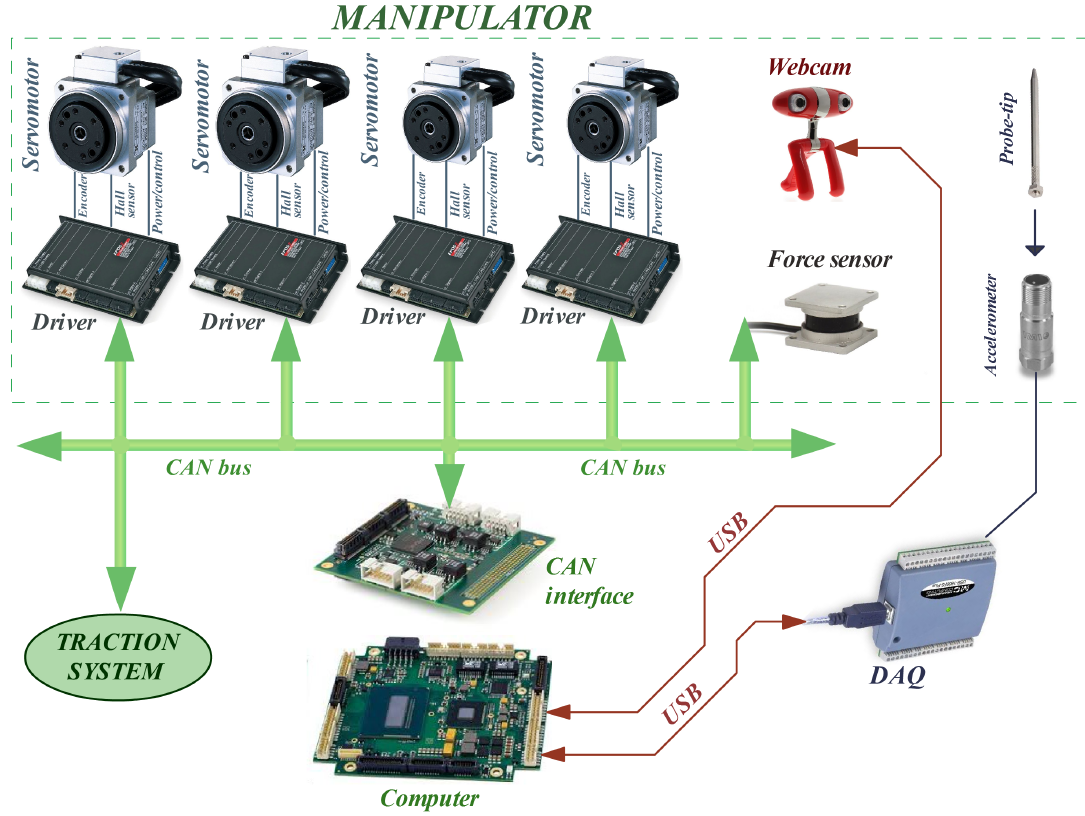 MANIPULATOR
Servomotor
Servomotor
Servomotor
Servomotor
Webcam
Probe-tip
Encoder
Hall
sensor
Power/control
Encoder
Hall
sensor
Power/control
Encoder
Hall
sensor
Power/control
Encoder
Hall
sensor
Power/control
Force sensor
Accelerometer
Driver
Driver
Driver
Driver
CAN bus
CAN bus
USB
CAN
interface
TRACTION
SYSTEM
DAQ
USB
Computer